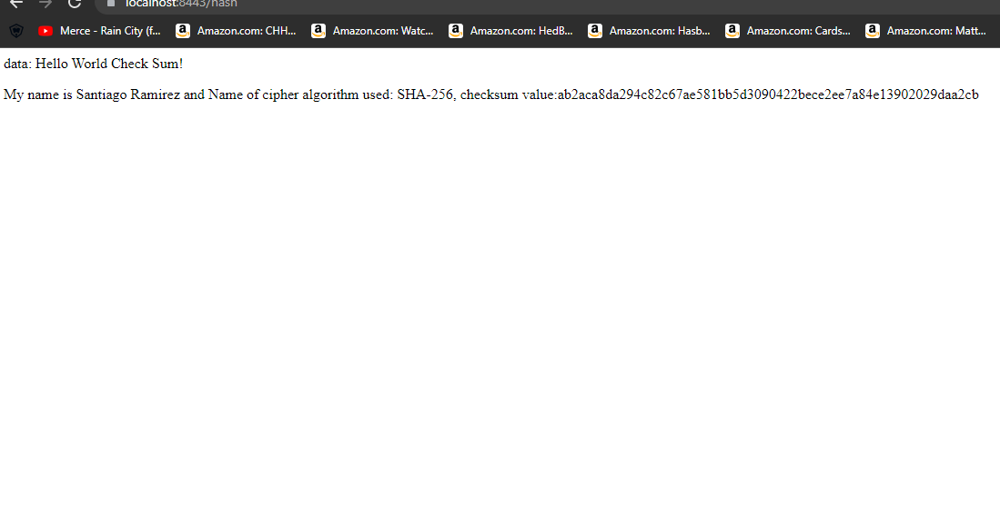 localhost:8443/hash
Merce - Rain City (f... Amazon.com: CHH... Amazon.com: Watc... Amazon.com: HedB... Amazon.com: Hasb... Amazon.com: Cards... Amazon.com: Matt...
data: Hello World Check Sum!
My name is Santiago Ramirez and Name of cipher algorithm used: SHA-256, checksum value:ab2aca8da294c82c67ae581bb5d3090422bece2ee7a84e13902029daa2cb